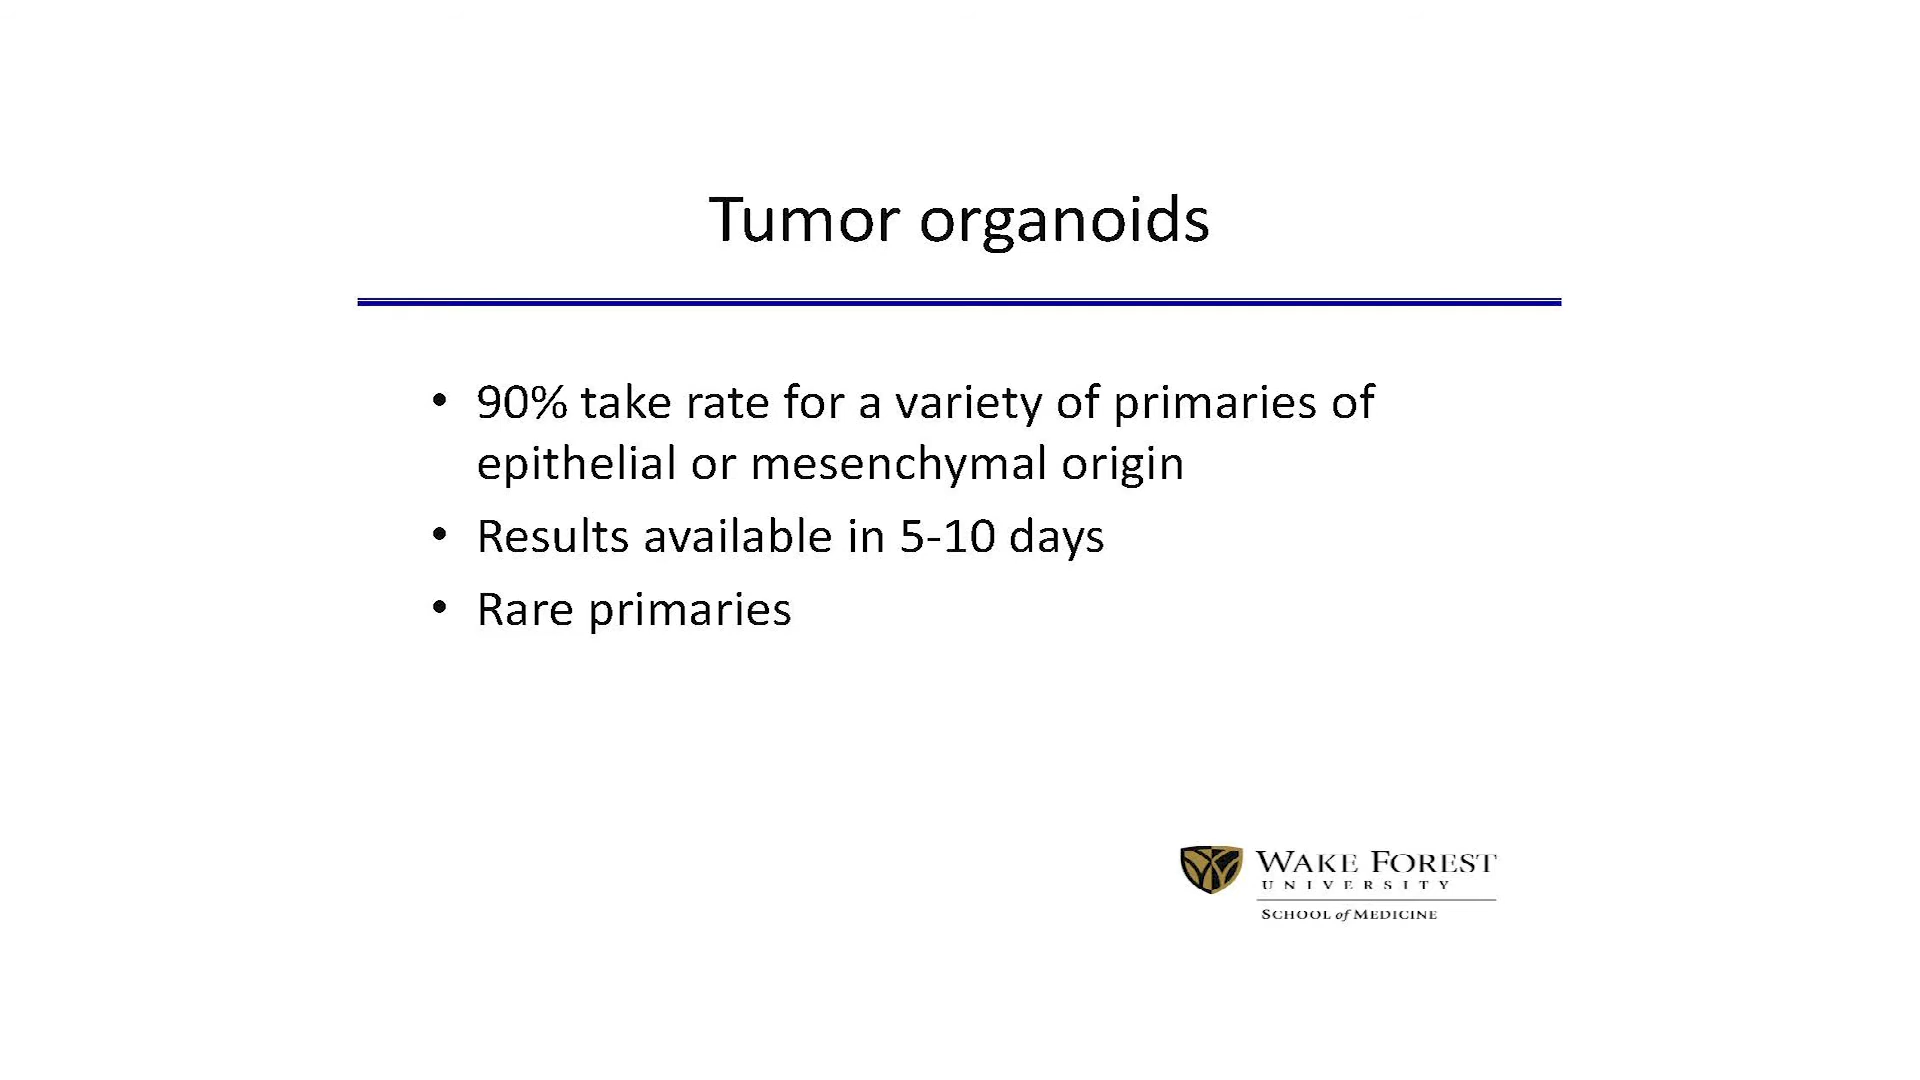 Tumor organoids
• 90% take rate for a variety of primaries of
epithelial or mesenchymal origin
• Results available in 5-10 days
• Rare primaries
WAKE FOREST
UNIVERSITY
SCHOOL of MEDICINE